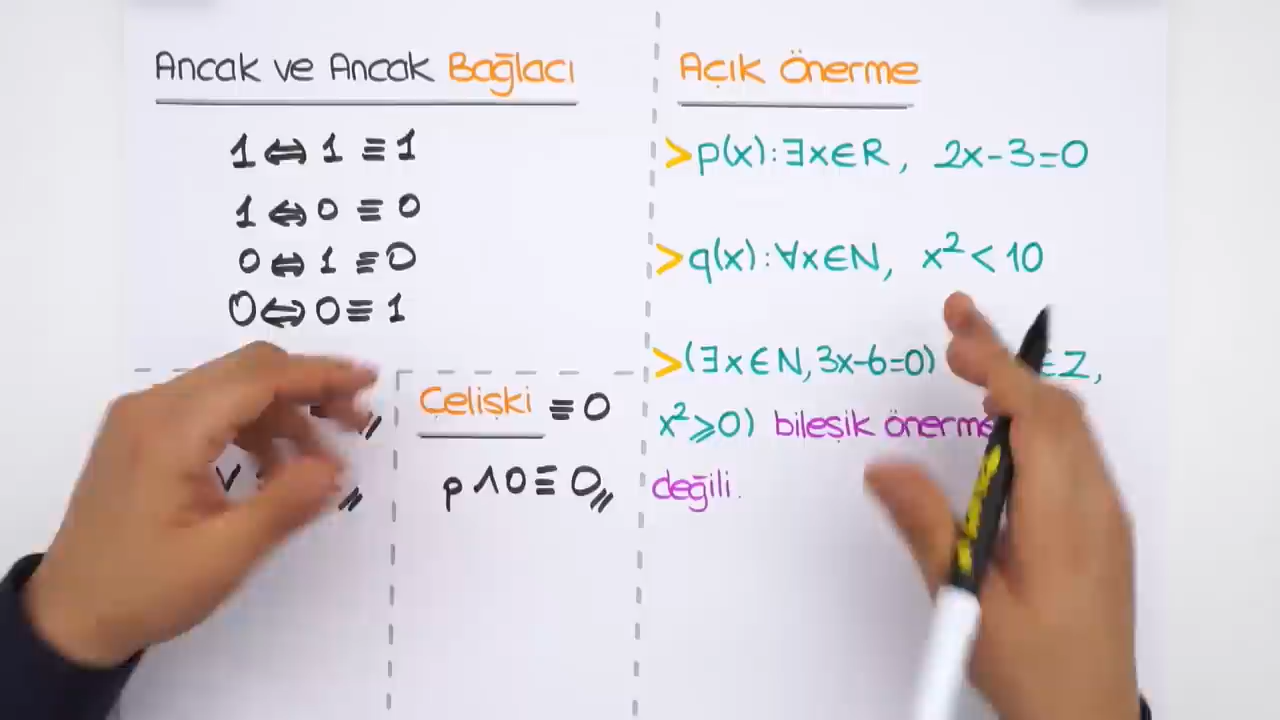 Ancak ve Ancak Bağlacı
1 ⇔ 1 ≡ 1
1 ⇔ 0 ≡ 0
0 ⇔ 1 ≡ 0
0 ⇔ 0 ≡ 1
∨
Çelişki ≡ 0
p ∧ 0 ≡ 0
Açık Önerme
> p(x): ∃x∈R, 2x-3=0
> q(x): ∀x∈N, x² < 10
> (∃x∈N, 3x-6=0) ∈Z,
x² ⩾ 0) bileşik önerme
değili.